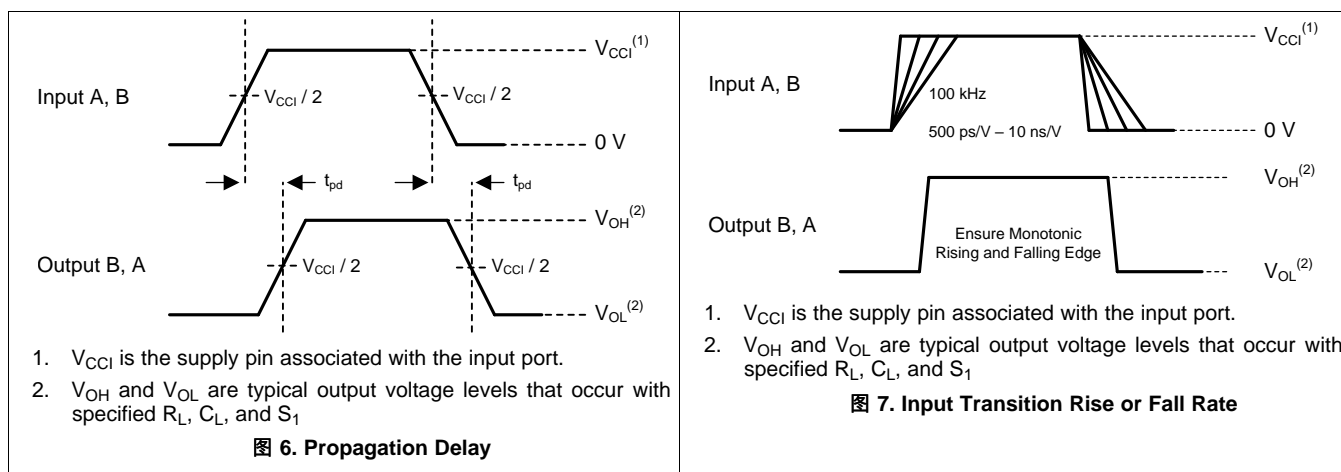 V_CCI^(1)
Input A, B
V_CCI / 2
V_CCI / 2
0 V
t_pd
t_pd
V_OH^(2)
Output B, A
V_CCI / 2
V_CCI / 2
V_OL^(2)
1. V_CCI is the supply pin associated with the input port.
2. V_OH and V_OL are typical output voltage levels that occur with
specified R_L, C_L, and S_1
图 6. Propagation Delay
V_CCI^(1)
Input A, B
100 kHz
500 ps/V – 10 ns/V
0 V
V_OH^(2)
Output B, A
Ensure Monotonic
Rising and Falling Edge
V_OL^(2)
1. V_CCI is the supply pin associated with the input port.
2. V_OH and V_OL are typical output voltage levels that occur with
specified R_L, C_L, and S_1
图 7. Input Transition Rise or Fall Rate